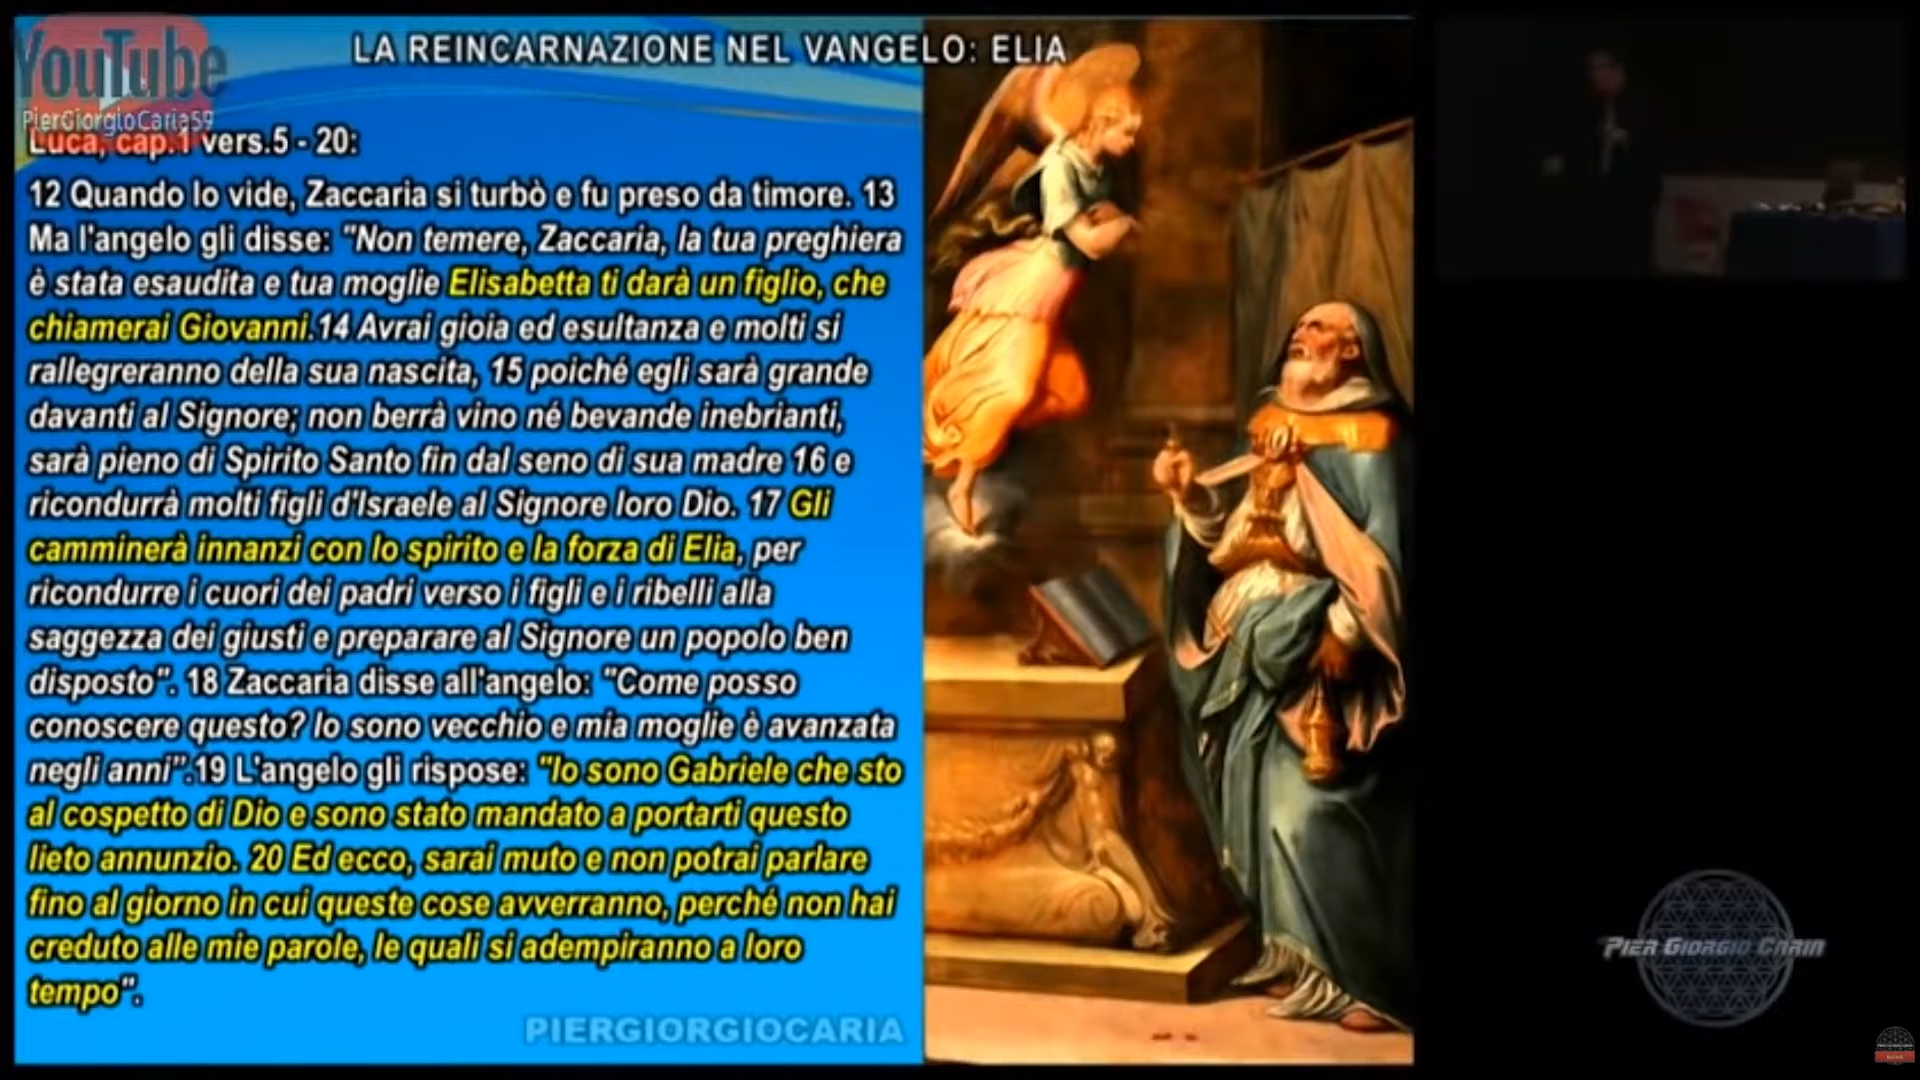 YouTube
PierGiorgioCaria59
LA REINCARNAZIONE NEL VANGELO: ELIA
Luca, cap.1 vers.5 - 20:
12 Quando lo vide, Zaccaria si turbò e fu preso da timore. 13
Ma l'angelo gli disse: "Non temere, Zaccaria, la tua preghiera
è stata esaudita e tua moglie Elisabetta ti darà un figlio, che
chiamerai Giovanni.14 Avrai gioia ed esultanza e molti si
rallegreranno della sua nascita, 15 poiché egli sarà grande
davanti al Signore; non berrà vino né bevande inebrianti,
sarà pieno di Spirito Santo fin dal seno di sua madre 16 e
ricondurrà molti figli d'Israele al Signore loro Dio. 17 Gli
camminerà innanzi con lo spirito e la forza di Elia, per
ricondurre i cuori dei padri verso i figli e i ribelli alla
saggezza dei giusti e preparare al Signore un popolo ben
disposto". 18 Zaccaria disse all'angelo: "Come posso
conoscere questo? Io sono vecchio e mia moglie è avanzata
negli anni".19 L'angelo gli rispose: "Io sono Gabriele che sto
al cospetto di Dio e sono stato mandato a portarti questo
lieto annunzio. 20 Ed ecco, sarai muto e non potrai parlare
fino al giorno in cui queste cose avverranno, perché non hai
creduto alle mie parole, le quali si adempiranno a loro
tempo".
PIERGIORGIOCARIA
PIER GIORGIO CARIA